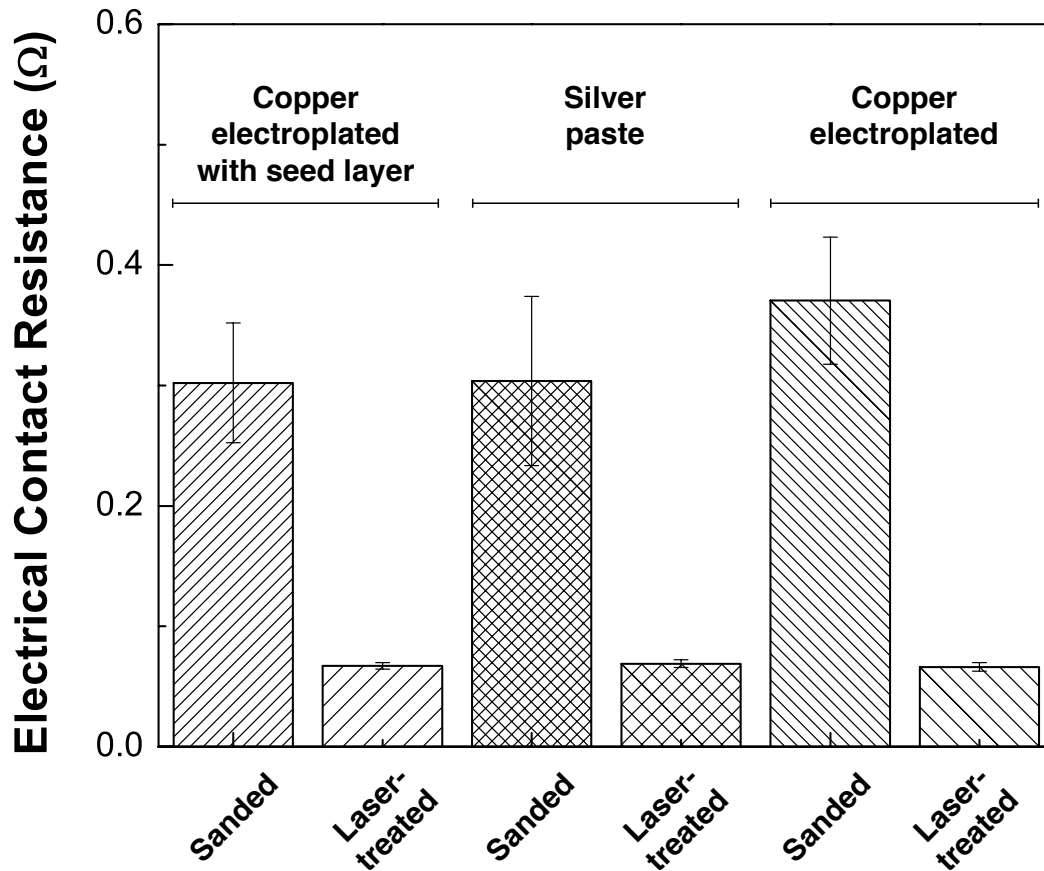 Electrical Contact Resistance (Ω)
0.6
0.4
0.2
0.0
Copper
electroplated
with seed layer
Silver
paste
Copper
electroplated
Sanded
Laser-
treated
Sanded
Laser-
treated
Sanded
Laser-
treated